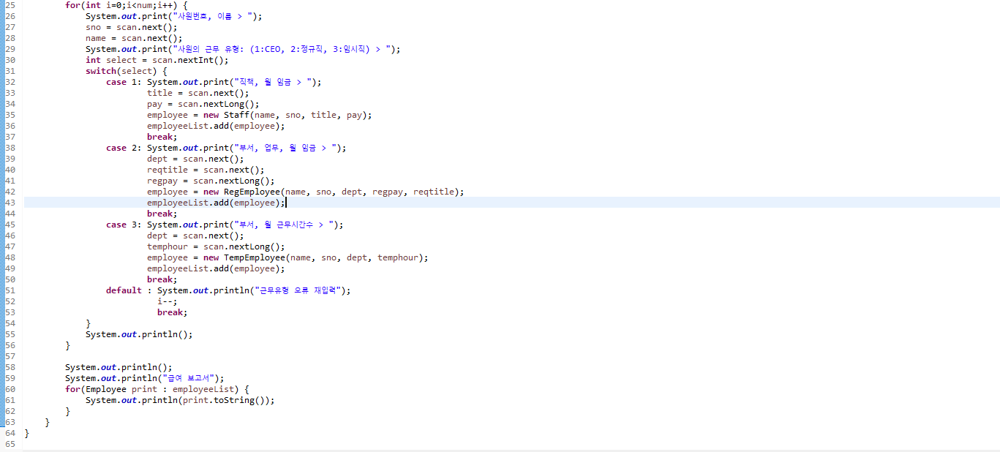 25 for(int i=0;i<num;i++) {
26 System.out.print("사원번호, 이름 > ");
27 sno = scan.next();
28 name = scan.next();
29 System.out.print("사원의 근무 유형: (1:CEO, 2:정규직, 3:임시직) > ");
30 int select = scan.nextInt();
31 switch(select) {
32 case 1: System.out.print("직책, 월 임금 > ");
33 title = scan.next();
34 pay = scan.nextLong();
35 employee = new Staff(name, sno, title, pay);
36 employeeList.add(employee);
37 break;
38 case 2: System.out.print("부서, 업무, 월 임금 > ");
39 dept = scan.next();
40 reqtitle = scan.next();
41 regpay = scan.nextLong();
42 employee = new RegEmployee(name, sno, dept, regpay, reqtitle);
43 employeeList.add(employee);
44 break;
45 case 3: System.out.print("부서, 월 근무시간수 > ");
46 dept = scan.next();
47 temphour = scan.nextLong();
48 employee = new TempEmployee(name, sno, dept, temphour);
49 employeeList.add(employee);
50 break;
51 default : System.out.println("근무유형 오류 재입력");
52 i--;
53 break;
54 }
55 System.out.println();
56 }
57
58 System.out.println();
59 System.out.println("급여 보고서");
60 for(Employee print : employeeList) {
61 System.out.println(print.toString());
62 }
63 }
64 }
65